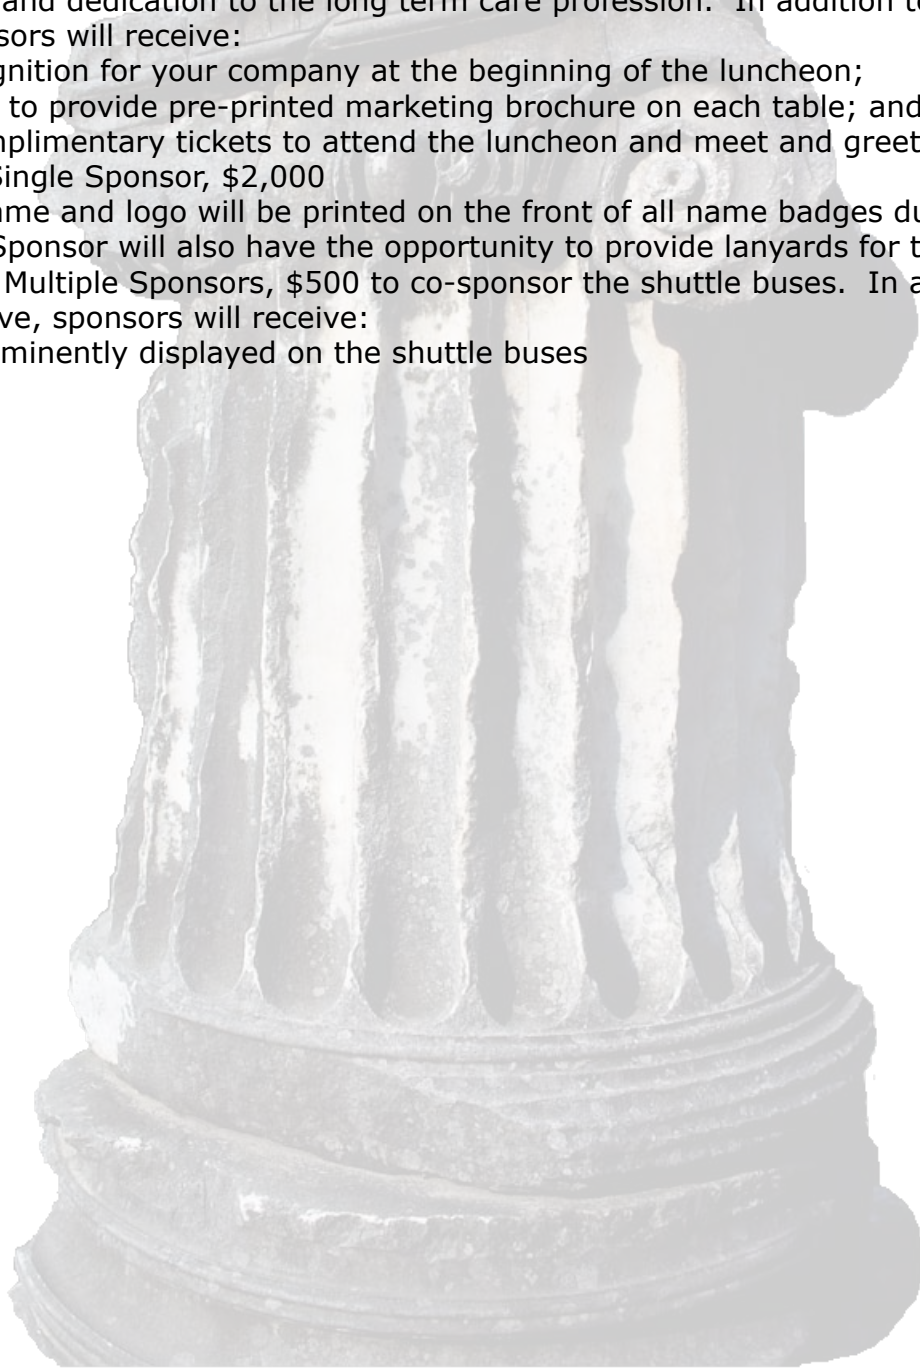 and dedication to the long term care profession. In addition to
sors will receive:
gnition for your company at the beginning of the luncheon;
to provide pre-printed marketing brochure on each table; and
mplimentary tickets to attend the luncheon and meet and greet
Single Sponsor, $2,000
ame and logo will be printed on the front of all name badges du
Sponsor will also have the opportunity to provide lanyards for t
Multiple Sponsors, $500 to co-sponsor the shuttle buses. In a
ve, sponsors will receive:
minently displayed on the shuttle buses